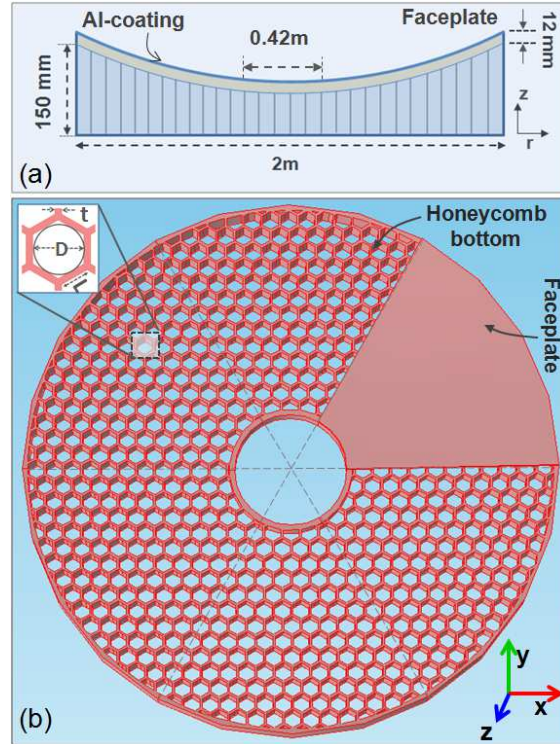 Al-coating
Faceplate
0.42m
12 mm
150 mm
z
r
2m
(a)
t
D
L
Honeycomb
bottom
Faceplate
y
x
z
(b)